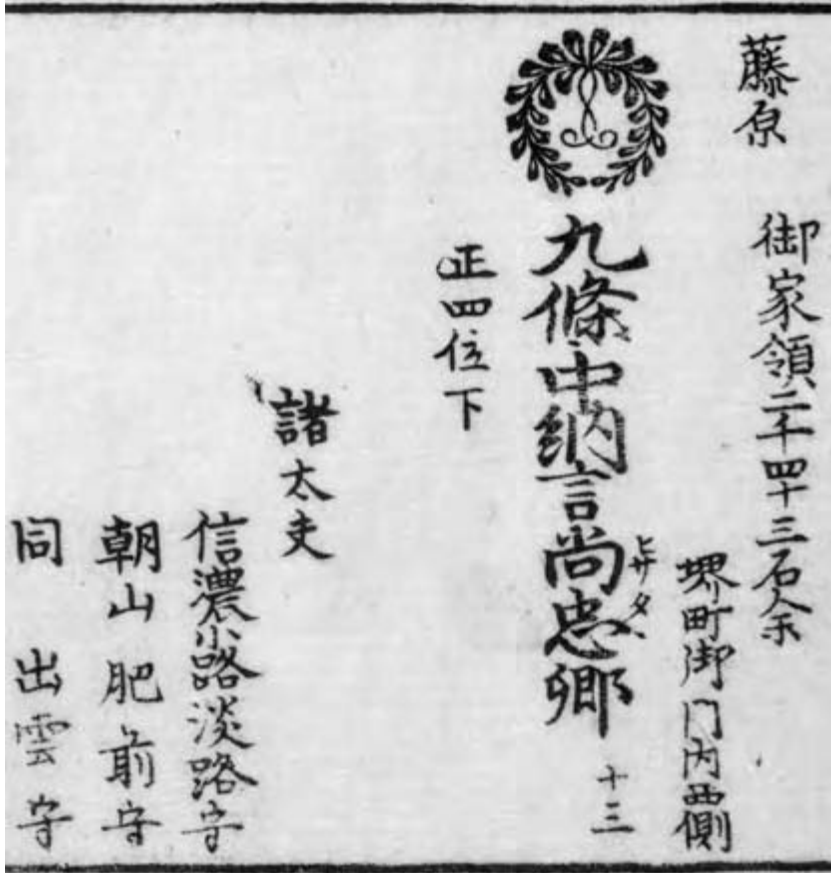 藤原
御家領二千四十三石余
堺町御門内西側
九條中納言尚忠卿
ヒサタヽ
十三
正四位下
諸太夫
信濃小路淡路守
朝山肥前守
同 出雲守